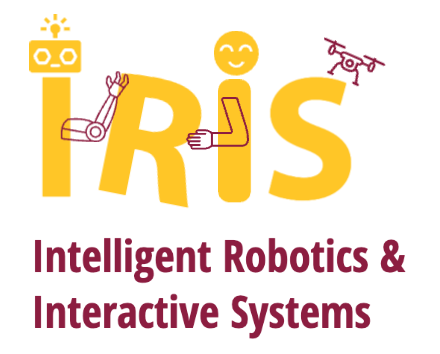 IRiS
Intelligent Robotics &
Interactive Systems